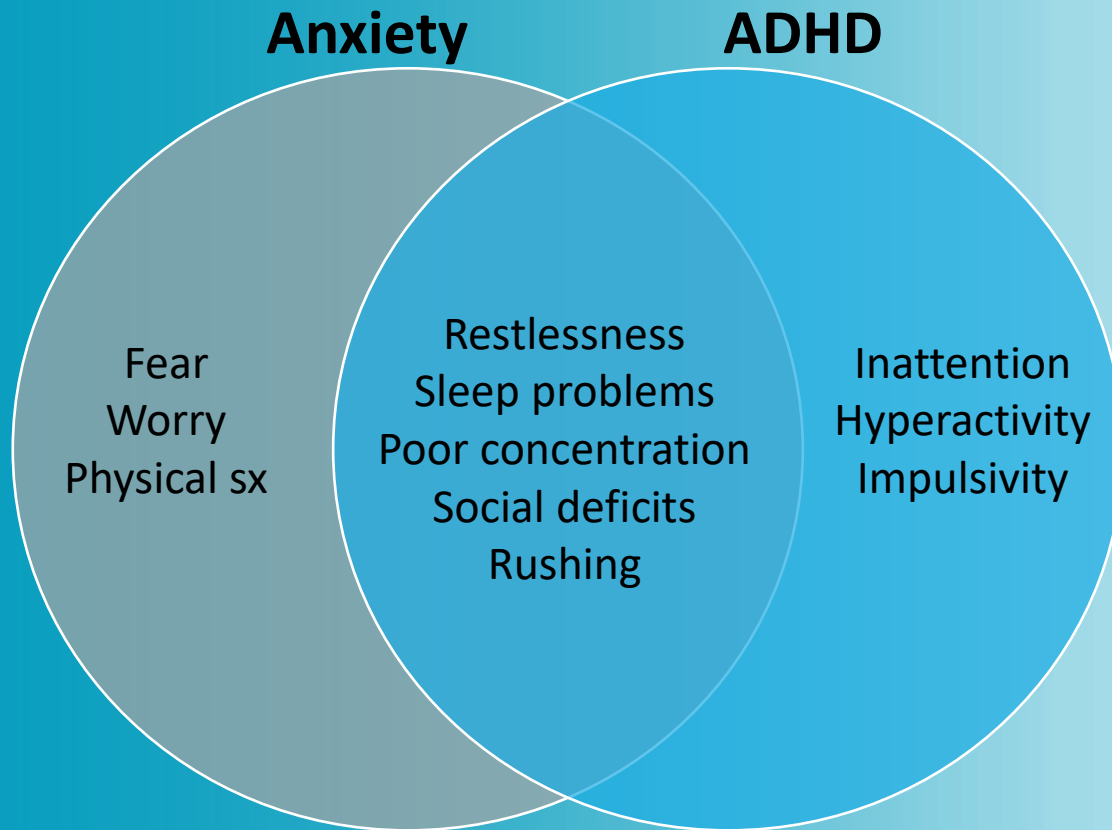 Anxiety
ADHD
Fear
Worry
Physical sx
Restlessness
Sleep problems
Poor concentration
Social deficits
Rushing
Inattention
Hyperactivity
Impulsivity